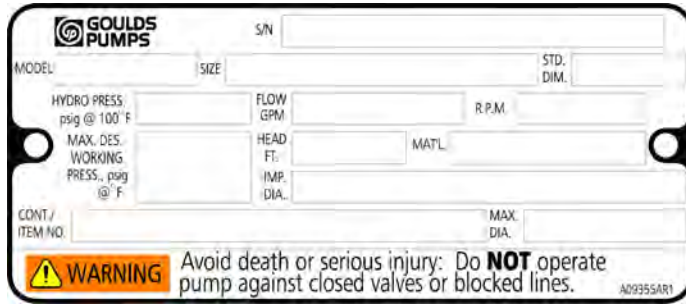 GOULDS
PUMPS
S/N
MODEL
SIZE
STD.
DIM.
HYDRO PRESS.
psig @ 100°F
FLOW
GPM
R.P.M.
MAX. DES.
WORKING
PRESS., psig
@°F
HEAD
FT.
MAT'L.
IMP.
DIA.
CONT./
ITEM NO.
MAX.
DIA.
WARNING
Avoid death or serious injury: Do NOT operate
pump against closed valves or blocked lines.
A09355AR1